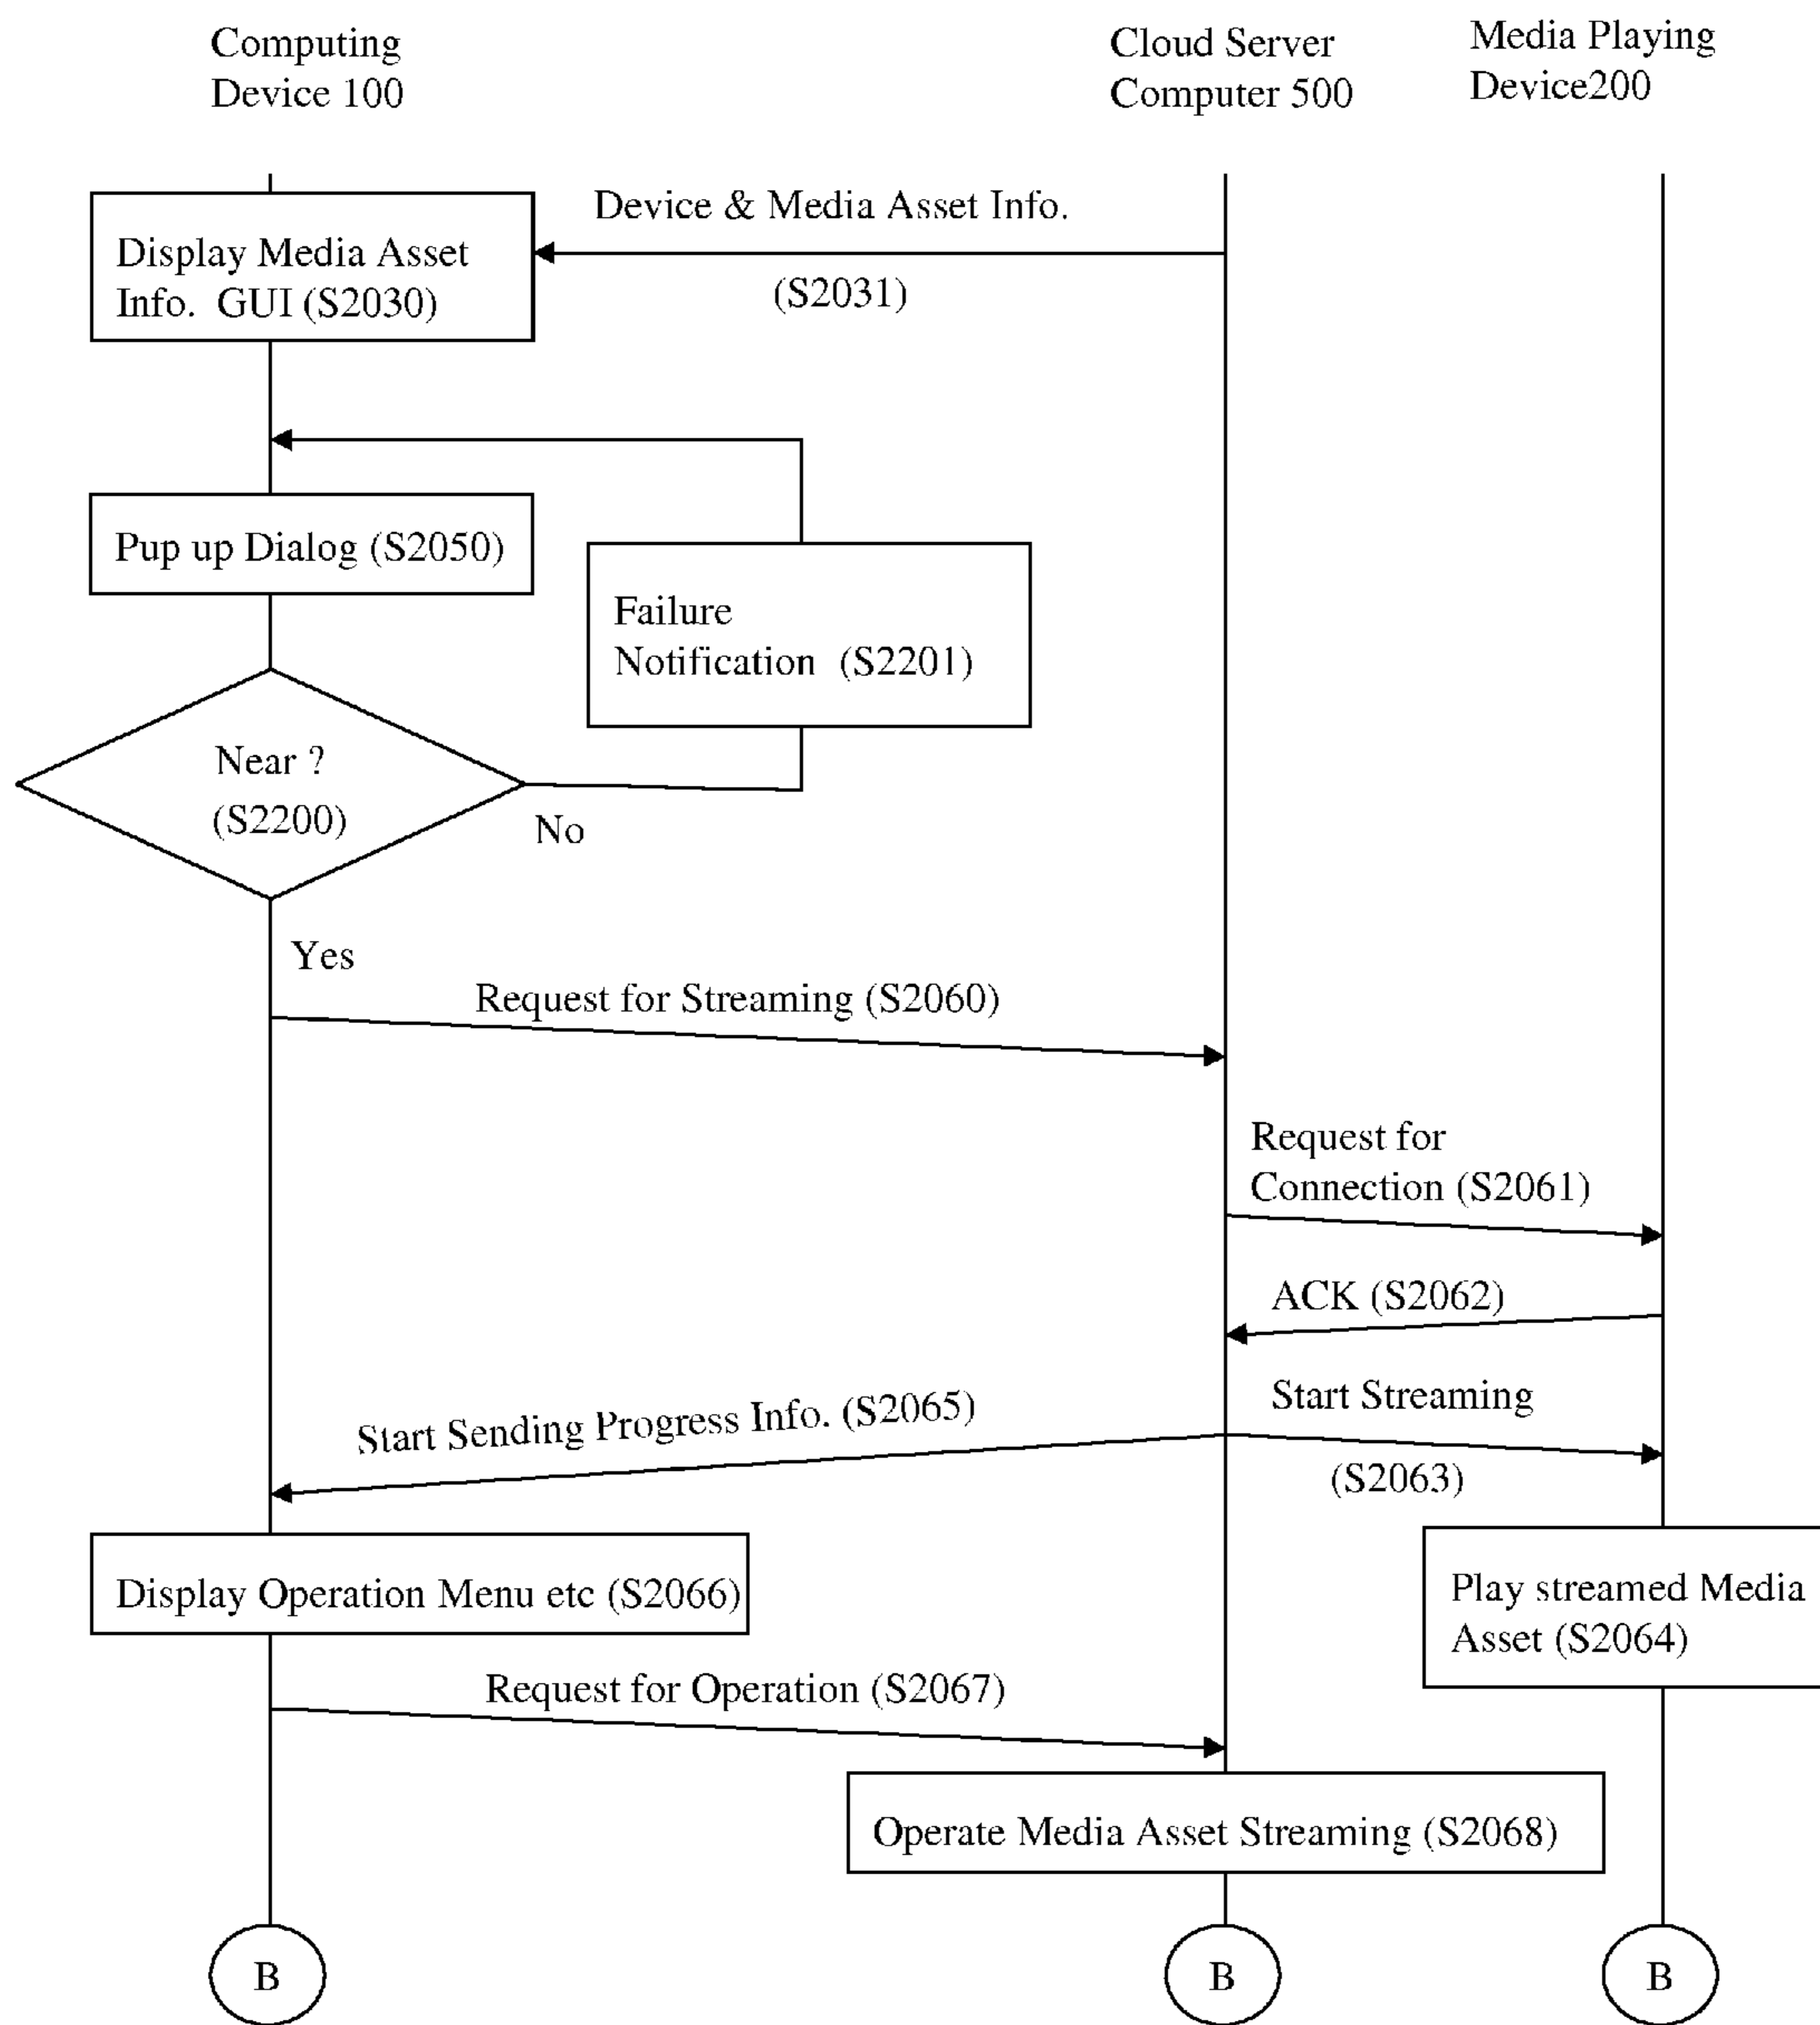 Computing
Device 100
Cloud Server
Computer 500
Media Playing
Device200
Device & Media Asset Info.
(S2031)
Display Media Asset
Info.  GUI (S2030)
Pup up Dialog (S2050)
Failure
Notification  (S2201)
Near ?
(S2200)
No
Yes
Request for Streaming (S2060)
Request for
Connection (S2061)
ACK (S2062)
Start Sending Progress Info. (S2065)
Start Streaming
(S2063)
Display Operation Menu etc (S2066)
Play streamed Media
Asset (S2064)
Request for Operation (S2067)
Operate Media Asset Streaming (S2068)
B
B
B